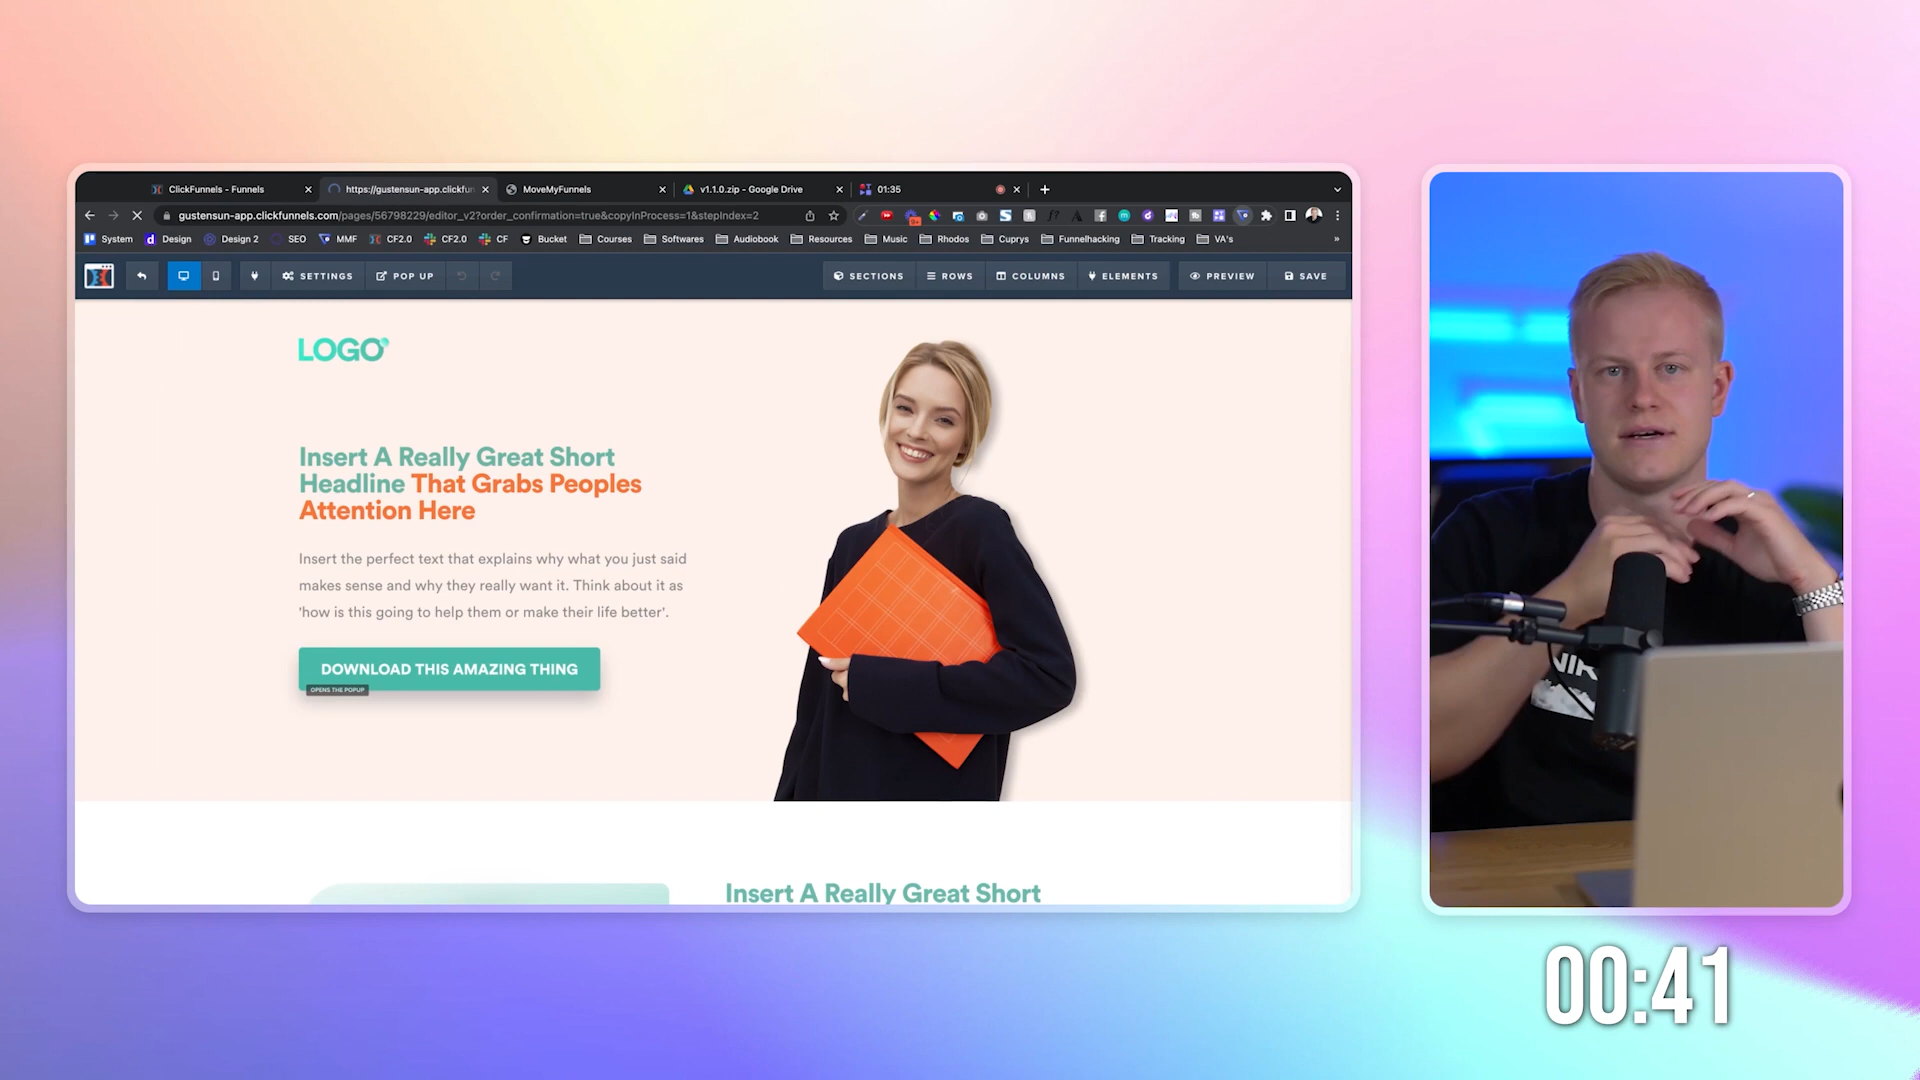 ClickFunnels - Funnels
https://gustensun-app.clickfun
MoveMyFunnels
v1.1.0.zip - Google Drive
01:35
gustensun-app.clickfunnels.com/pages/56798229/editor_v2?order_confirmation=true&copyInProcess=1&stepIndex=2
System
Design
Design 2
SEO
MMF
CF2.0
CF2.0
CF
Bucket
Courses
Softwares
Audiobook
Resources
Music
Rhodos
Cuprys
Funnelhacking
Tracking
VA's
SETTINGS
POP UP
SECTIONS
ROWS
COLUMNS
ELEMENTS
PREVIEW
SAVE
LOGO
Insert A Really Great Short
Headline That Grabs Peoples
Attention Here
Insert the perfect text that explains why what you just said
makes sense and why they really want it. Think about it as
'how is this going to help them or make their life better'.
DOWNLOAD THIS AMAZING THING
OPENS THE POPUP
Insert A Really Great Short
00:41